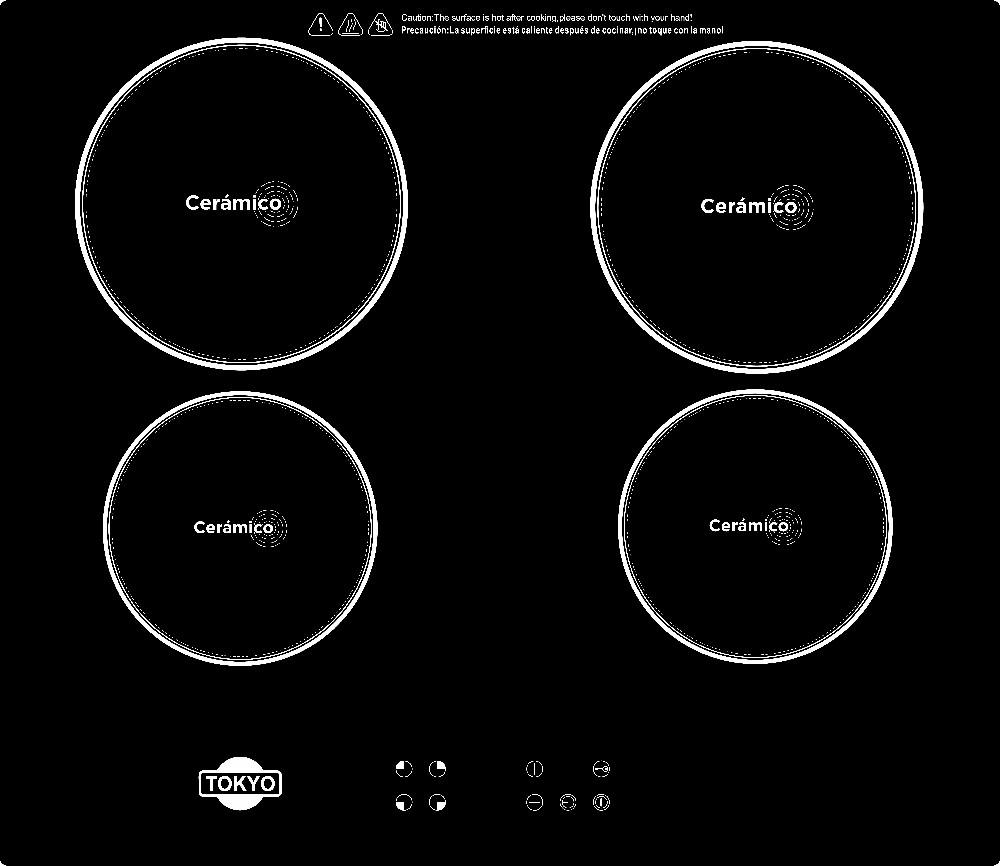 Caution:The surface is hot after cooking,please don't touch with your hand!
Precaución:La superficie está caliente después de cocinar,¡no toque con la mano!
Cerámico
Cerámico
Cerámico
Cerámico
TOKYO